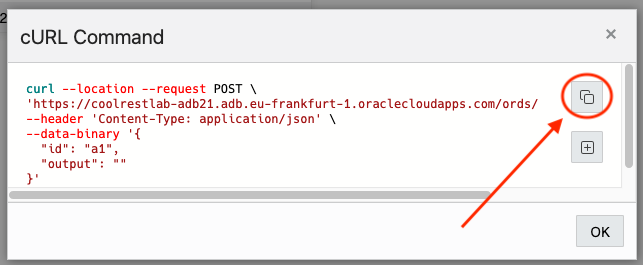 2
cURL Command
×
curl --location --request POST \
'https://coolrestlab-adb21.adb.eu-frankfurt-1.oraclecloudapps.com/ords/
--header 'Content-Type: application/json' \
--data-binary '{
  "id": "a1",
  "output": ""
}'
OK